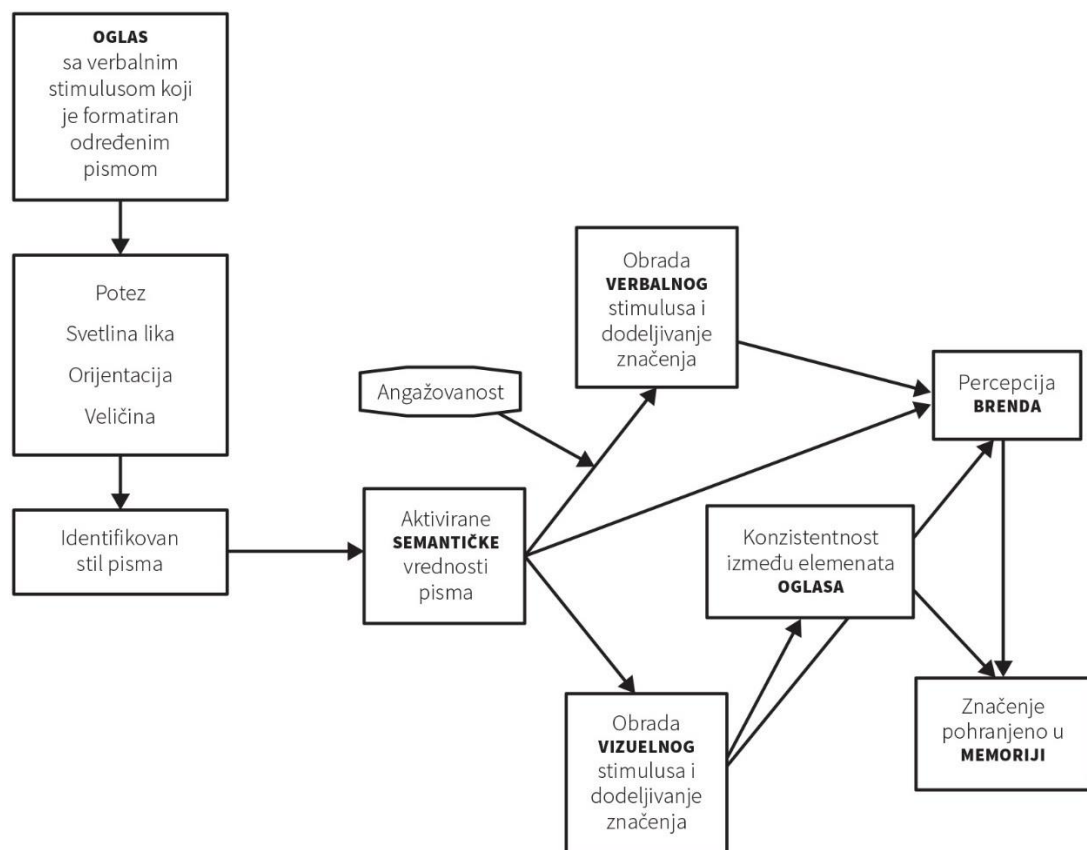 OGLAS
sa verbalnim
stimulusom koji
je formatiran
određenim
pismom
Potez
Svetlina lika
Orijentacija
Veličina
Identifikovan
stil pisma
Angažovanost
Aktivirane
SEMANTIČKE
vrednosti
pisma
Obrada
VERBALNOG
stimulusa i
dodeljivanje
značenja
Obrada
VIZUELNOG
stimulusa i
dodeljivanje
značenja
Konzistentnost
između elemenata
OGLASA
Percepcija
BRENDA
Značenje
pohranjeno u
MEMORIJI